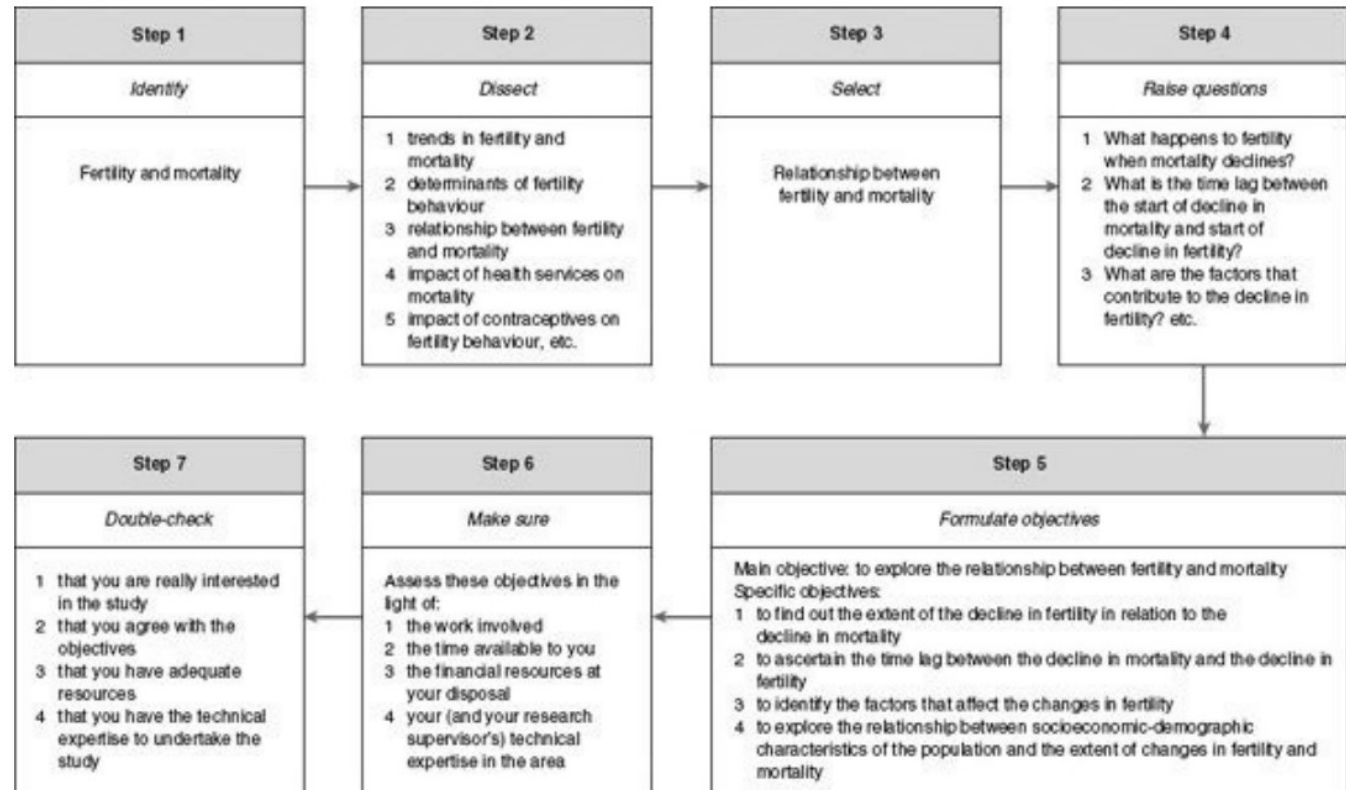 Step 1
Identify
Fertility and mortality
Step 2
Dissect
1 trends in fertility and
mortality
2 determinants of fertility
behaviour
3 relationship between fertility
and mortality
4 impact of health services on
mortality
5 impact of contraceptives on
fertility behaviour, etc.
Step 3
Select
Relationship between
fertility and mortality
Step 4
Raise questions
1 What happens to fertility
when mortality declines?
2 What is the time lag between
the start of decline in
mortality and start of
decline in fertility?
3 What are the factors that
contribute to the decline in
fertility? etc.
Step 5
Formulate objectives
Main objective: to explore the relationship between fertility and mortality
Specific objectives:
1 to find out the extent of the decline in fertility in relation to the
decline in mortality
2 to ascertain the time lag between the decline in mortality and the decline in
fertility
3 to identify the factors that affect the changes in fertility
4 to explore the relationship between socioeconomic-demographic
characteristics of the population and the extent of changes in fertility and
mortality
Step 6
Make sure
Assess these objectives in the
light of:
1 the work involved
2 the time available to you
3 the financial resources at
your disposal
4 your (and your research
supervisor's) technical
expertise in the area
Step 7
Double-check
1 that you are really interested
in the study
2 that you agree with the
objectives
3 that you have adequate
resources
4 that you have the technical
expertise to undertake the
study